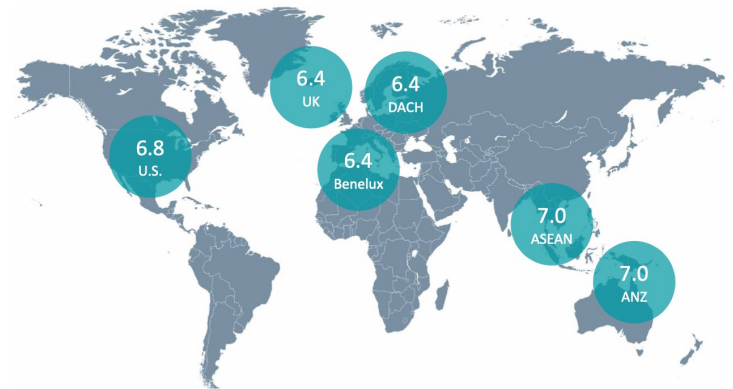 6.4
UK
6.4
DACH
6.8
U.S.
6.4
Benelux
7.0
ASEAN
7.0
ANZ